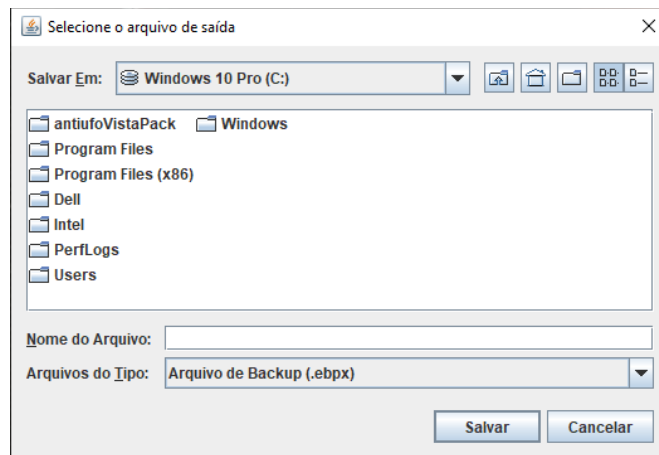 Selecione o arquivo de saída
Salvar Em: Windows 10 Pro (C:)
antiufoVistaPack Windows
Program Files
Program Files (x86)
Dell
Intel
PerfLogs
Users
Nome do Arquivo:
Arquivos do Tipo: Arquivo de Backup (.ebpx)
Salvar Cancelar